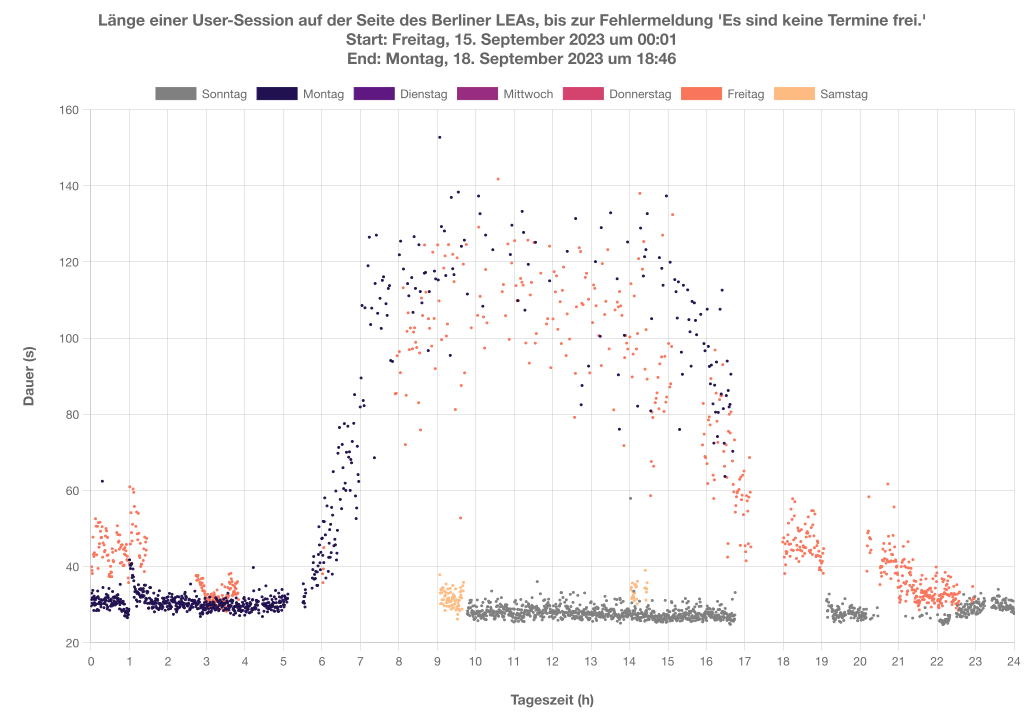 Länge einer User-Session auf der Seite des Berliner LEAs, bis zur Fehlermeldung 'Es sind keine Termine frei.'
Start: Freitag, 15. September 2023 um 00:01
End: Montag, 18. September 2023 um 18:46
Sonntag Montag Dienstag Mittwoch Donnerstag Freitag Samstag
160
140
120
100
80
60
40
20
Dauer (s)
0 1 2 3 4 5 6 7 8 9 10 11 12 13 14 15 16 17 18 19 20 21 22 23 24
Tageszeit (h)